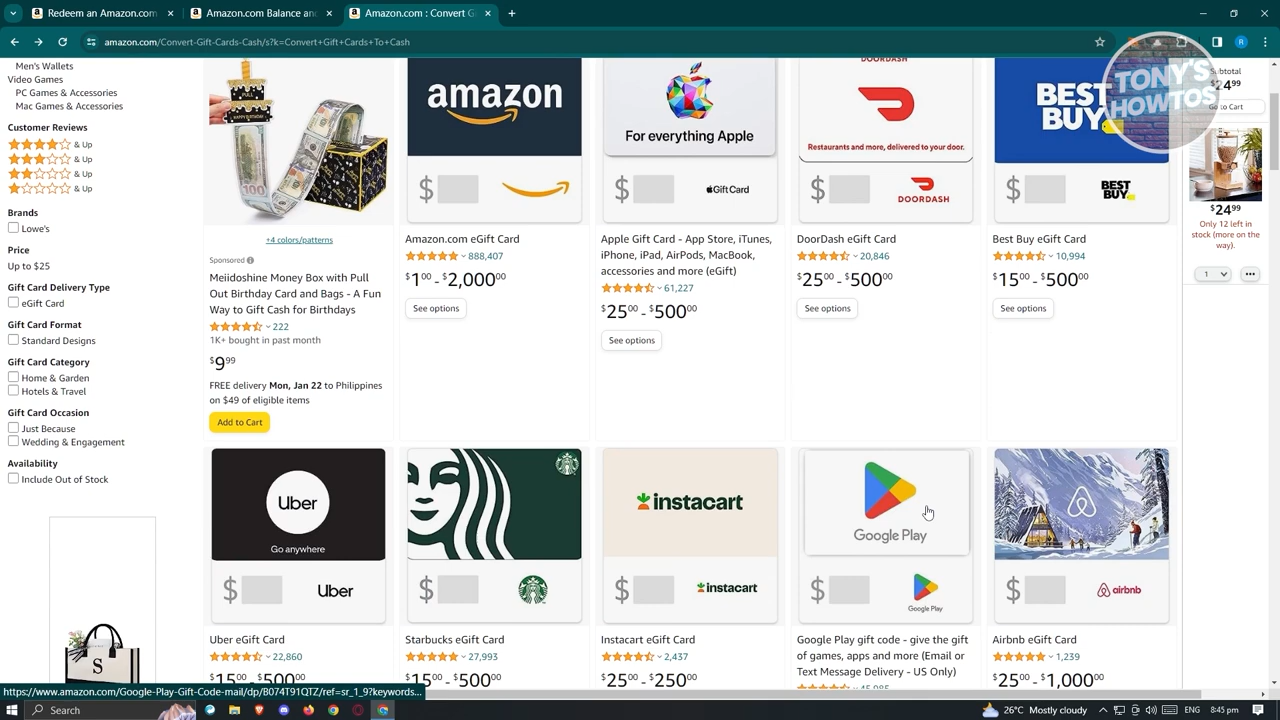 Redeem an Amazon.com
Amazon.com Balance and
Amazon.com : Convert G
amazon.com/Convert-Gift-Cards-Cash/s?k=Convert+Gift+Cards+To+Cash
R
TONY'S
HOWTOS
Men's Wallets
Video Games
PC Games & Accessories
Mac Games & Accessories
Customer Reviews
& Up
& Up
& Up
& Up
Brands
Lowe's
Price
Up to $25
Gift Card Delivery Type
eGift Card
Gift Card Format
Standard Designs
Gift Card Category
Home & Garden
Hotels & Travel
Gift Card Occasion
Just Because
Wedding & Engagement
Availability
Include Out of Stock
S
100
+4 colors/patterns
Sponsored
Meiidoshine Money Box with Pull
Out Birthday Card and Bags - A Fun
Way to Gift Cash for Birthdays
222
1K+ bought in past month
$9.99
FREE delivery Mon, Jan 22 to Philippines
on $49 of eligible items
Add to Cart
amazon
$
Amazon.com eGift Card
888,407
$1.00 - $2,000.00
See options
For everything Apple
$
Gift Card
Apple Gift Card - App Store, iTunes,
iPhone, iPad, AirPods, MacBook,
accessories and more (eGift)
61,227
$25.00 - $500.00
See options
DOORDASH
Restaurants and more, delivered to your door.
$
DOORDASH
DoorDash eGift Card
20,846
$25.00 - $500.00
See options
BEST
BUY
$
BEST
BUY
Best Buy eGift Card
10,994
$15.00 - $500.00
See options
Subtotal
$24.99
Go to Cart
$24.99
Only 12 left in
stock (more on the
way).
1
Uber
Go anywhere
$
Uber
Uber eGift Card
22,860
$15.00 - $500.00
$
Starbucks eGift Card
27,993
$15.00 - $500.00
instacart
$
instacart
Instacart eGift Card
2,437
$25.00 - $250.00
Google Play
$
Google Play
Google Play gift code - give the gift
of games, apps and more (Email or
Text Message Delivery - US Only)
45,985
$
airbnb
Airbnb eGift Card
1,239
$25.00 - $1,000.00
https://www.amazon.com/Google-Play-Gift-Code-mail/dp/B074T91QTZ/ref=sr_1_9?keywords...
Search
26°C Mostly cloudy
ENG
8:45 pm